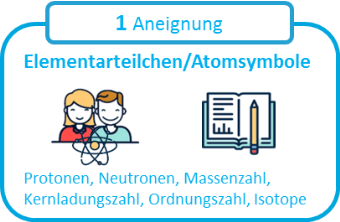 1 Aneignung
Elementarteilchen/Atomsymbole
Protonen, Neutronen, Massenzahl,
Kernladungszahl, Ordnungszahl, Isotope